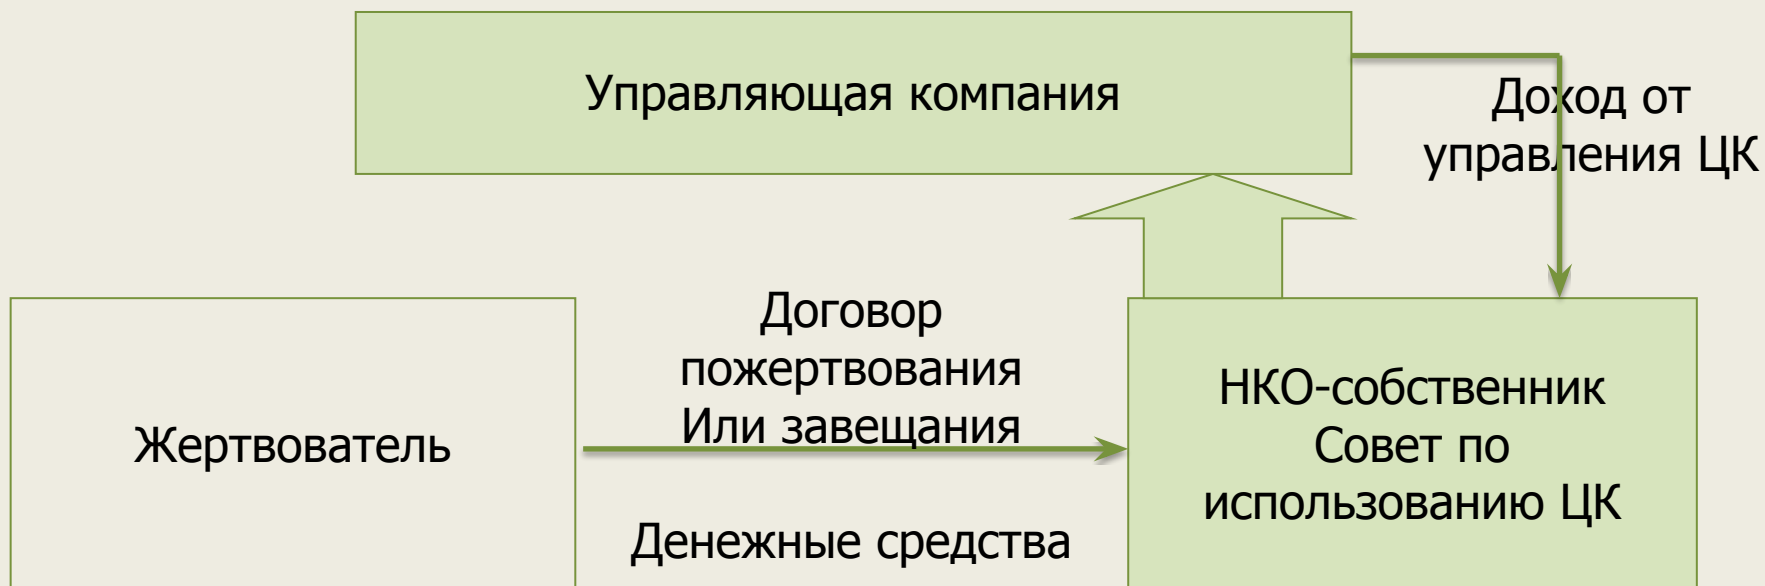 Управляющая компания
Доход от
управления ЦК
Договор
пожертвования
Или завещания
Жертвователь
Денежные средства
НКО-собственник
Совет по
использованию ЦК